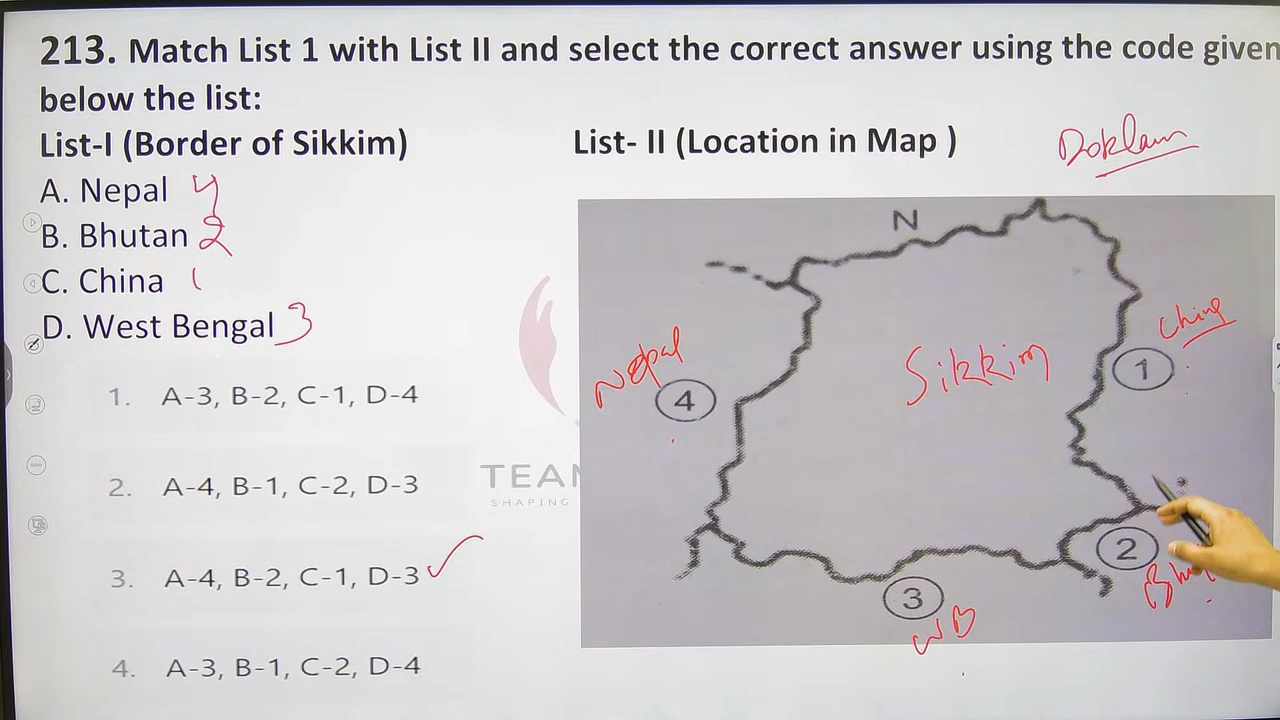 213. Match List 1 with List II and select the correct answer using the code given
below the list:
List-I (Border of Sikkim) List- II (Location in Map ) Doklam
A. Nepal 4
B. Bhutan 2
C. China 1
D. West Bengal 3
1. A-3, B-2, C-1, D-4
2. A-4, B-1, C-2, D-3
3. A-4, B-2, C-1, D-3
4. A-3, B-1, C-2, D-4
TEAM
SHAPING
N
China
Nepal
Sikkim
1
4
2
3
WB